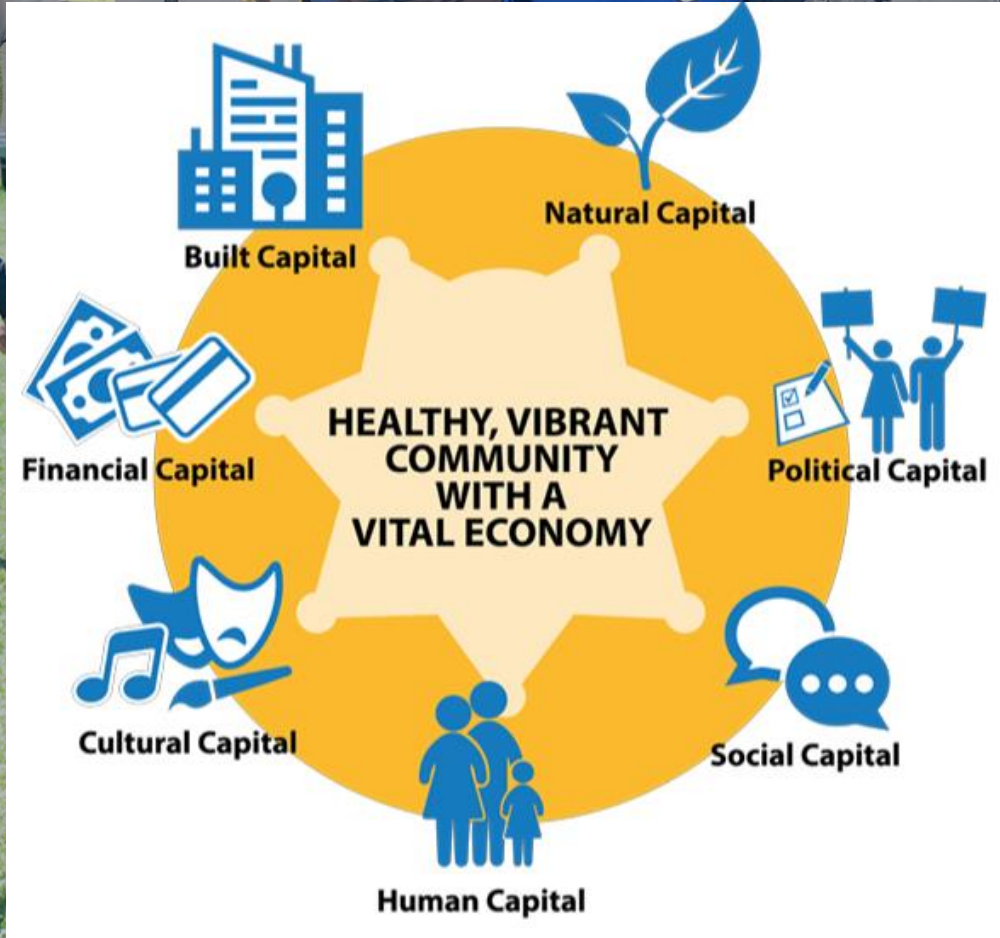 Natural Capital
Built Capital
HEALTHY, VIBRANT
COMMUNITY
WITH A
VITAL ECONOMY
Financial Capital
Political Capital
Cultural Capital
Social Capital
Human Capital